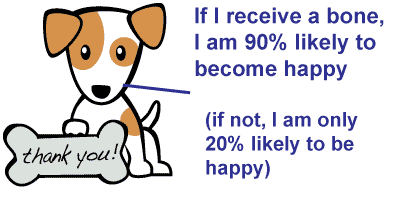 If I receive a bone,
I am 90% likely to
become happy
(if not, I am only
20% likely to be
happy)
thank you!